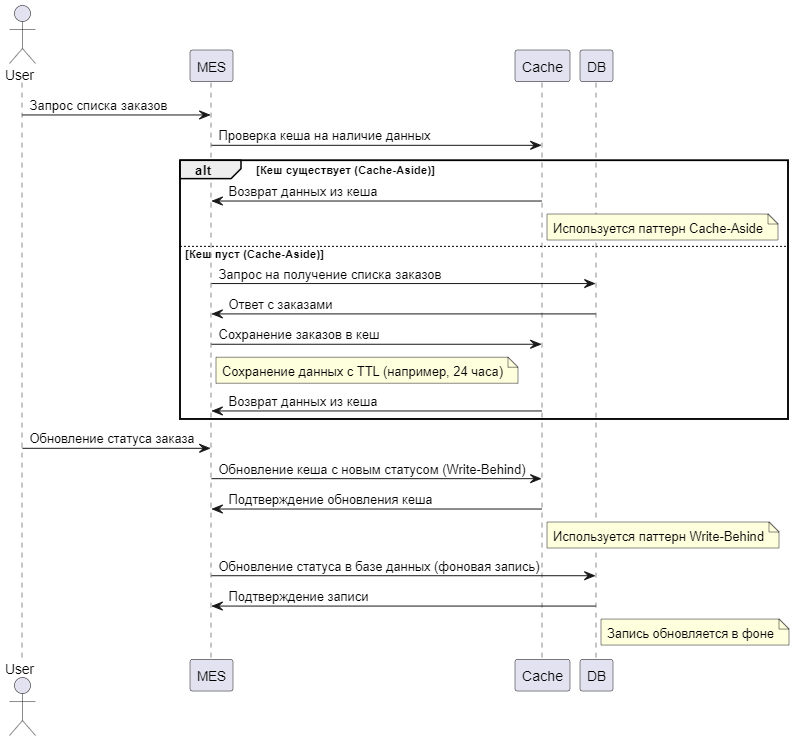 User
MES
Cache
DB
Запрос списка заказов
Проверка кеша на наличие данных
alt
[Кеш существует (Cache-Aside)]
Возврат данных из кеша
Используется паттерн Cache-Aside
[Кеш пуст (Cache-Aside)]
Запрос на получение списка заказов
Ответ с заказами
Сохранение заказов в кеш
Сохранение данных с TTL (например, 24 часа)
Возврат данных из кеша
Обновление статуса заказа
Обновление кеша с новым статусом (Write-Behind)
Подтверждение обновления кеша
Используется паттерн Write-Behind
Обновление статуса в базе данных (фоновая запись)
Подтверждение записи
Запись обновляется в фоне
User
MES
Cache
DB